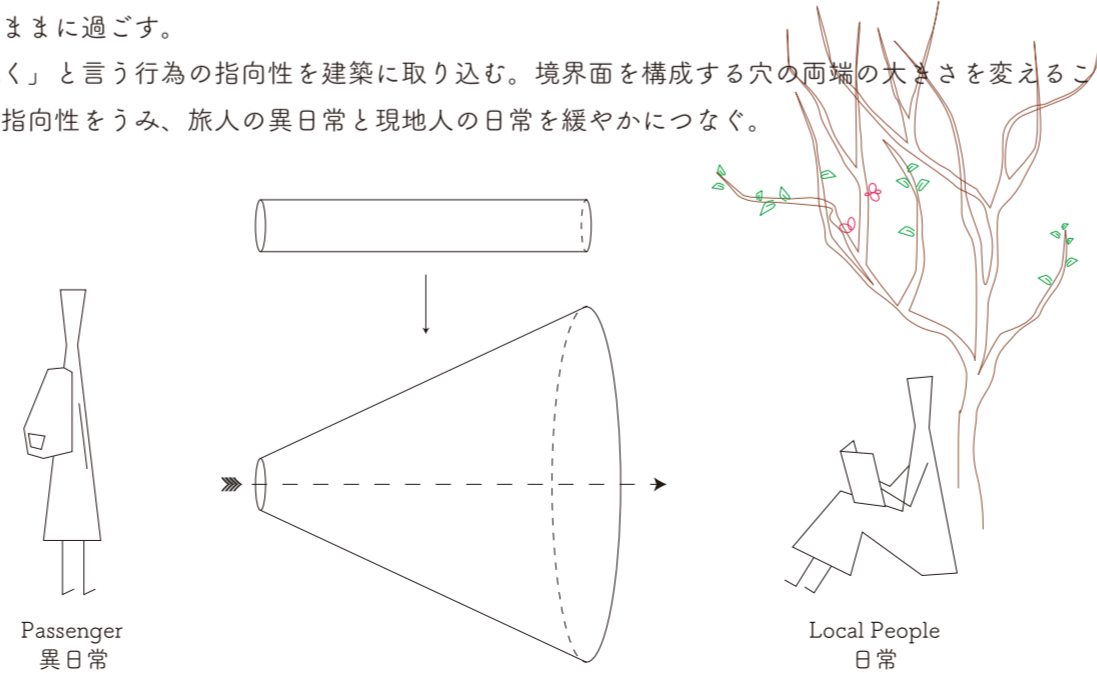 ままに過ごす。
く」と言う行為の指向性を建築に取り込む。境界面を構成する穴の両端の大きさを変えるこ
指向性をうみ、旅人の異日常と現地人の日常を緩やかにつなぐ。
Passenger
異日常
Local People
日常